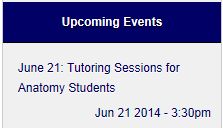 Upcoming Events
June 21: Tutoring Sessions for
Anatomy Students
Jun 21 2014 - 3:30pm